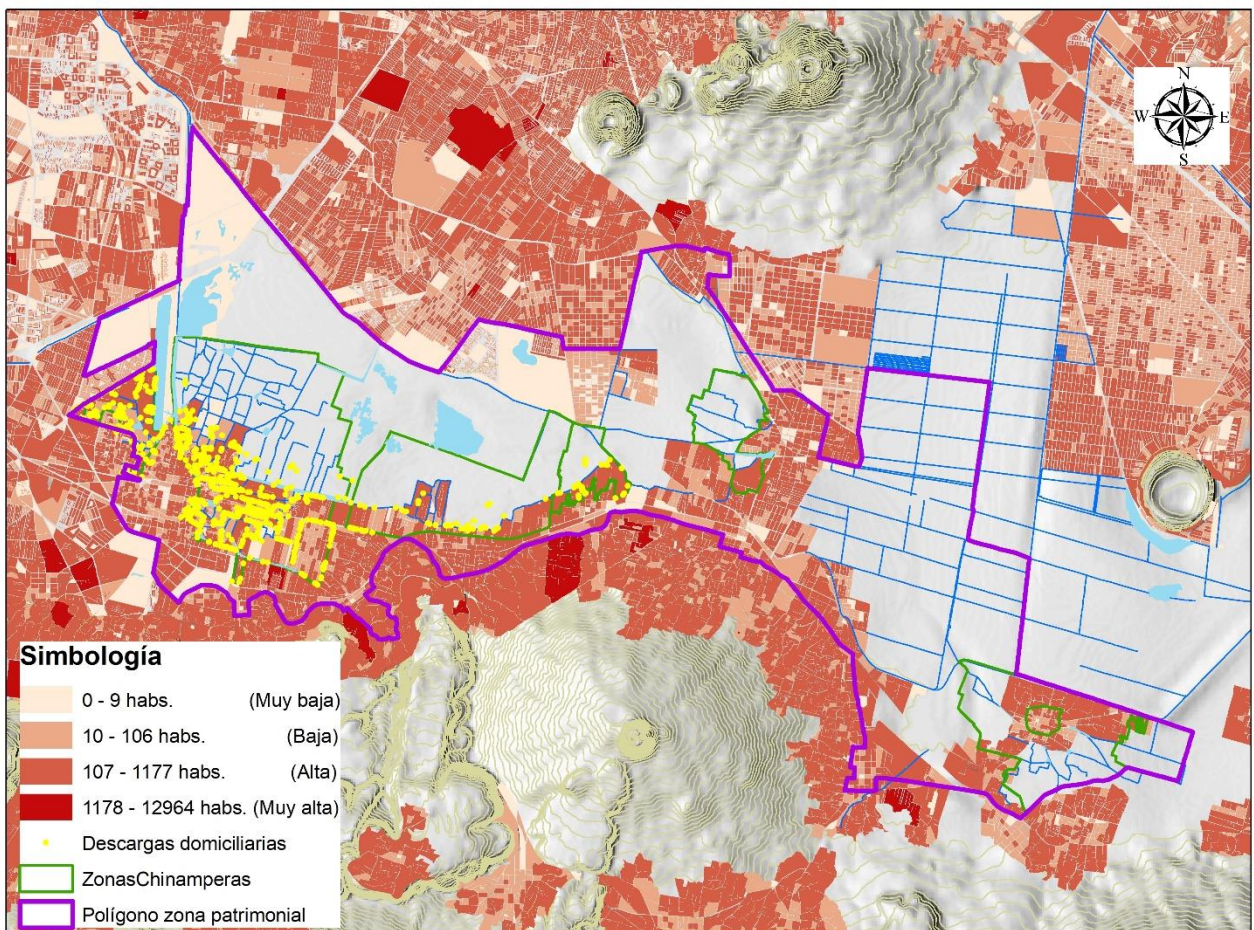 N
W E
S
Simbología
0 - 9 habs. (Muy baja)
10 - 106 habs. (Baja)
107 - 1177 habs. (Alta)
1178 - 12964 habs. (Muy alta)
Descargas domiciliarias
ZonasChinamperas
Polígono zona patrimonial